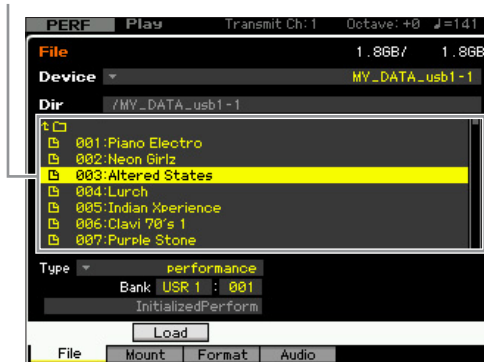 PERF Play Transmit Ch:1 Octave:+0 ♩=141
File 1.8GB/ 1.8GB
Device MY_DATA_usb1-1
Dir /MY_DATA_usb1-1
001:Piano Electro
002:Neon Girlz
003:Altered States
004:Lurch
005:Indian Xperience
006:Clavi 70's 1
007:Purple Stone
Type performance
Bank USR 1 : 001
InitializedPerform
Load
File Mount Format Audio